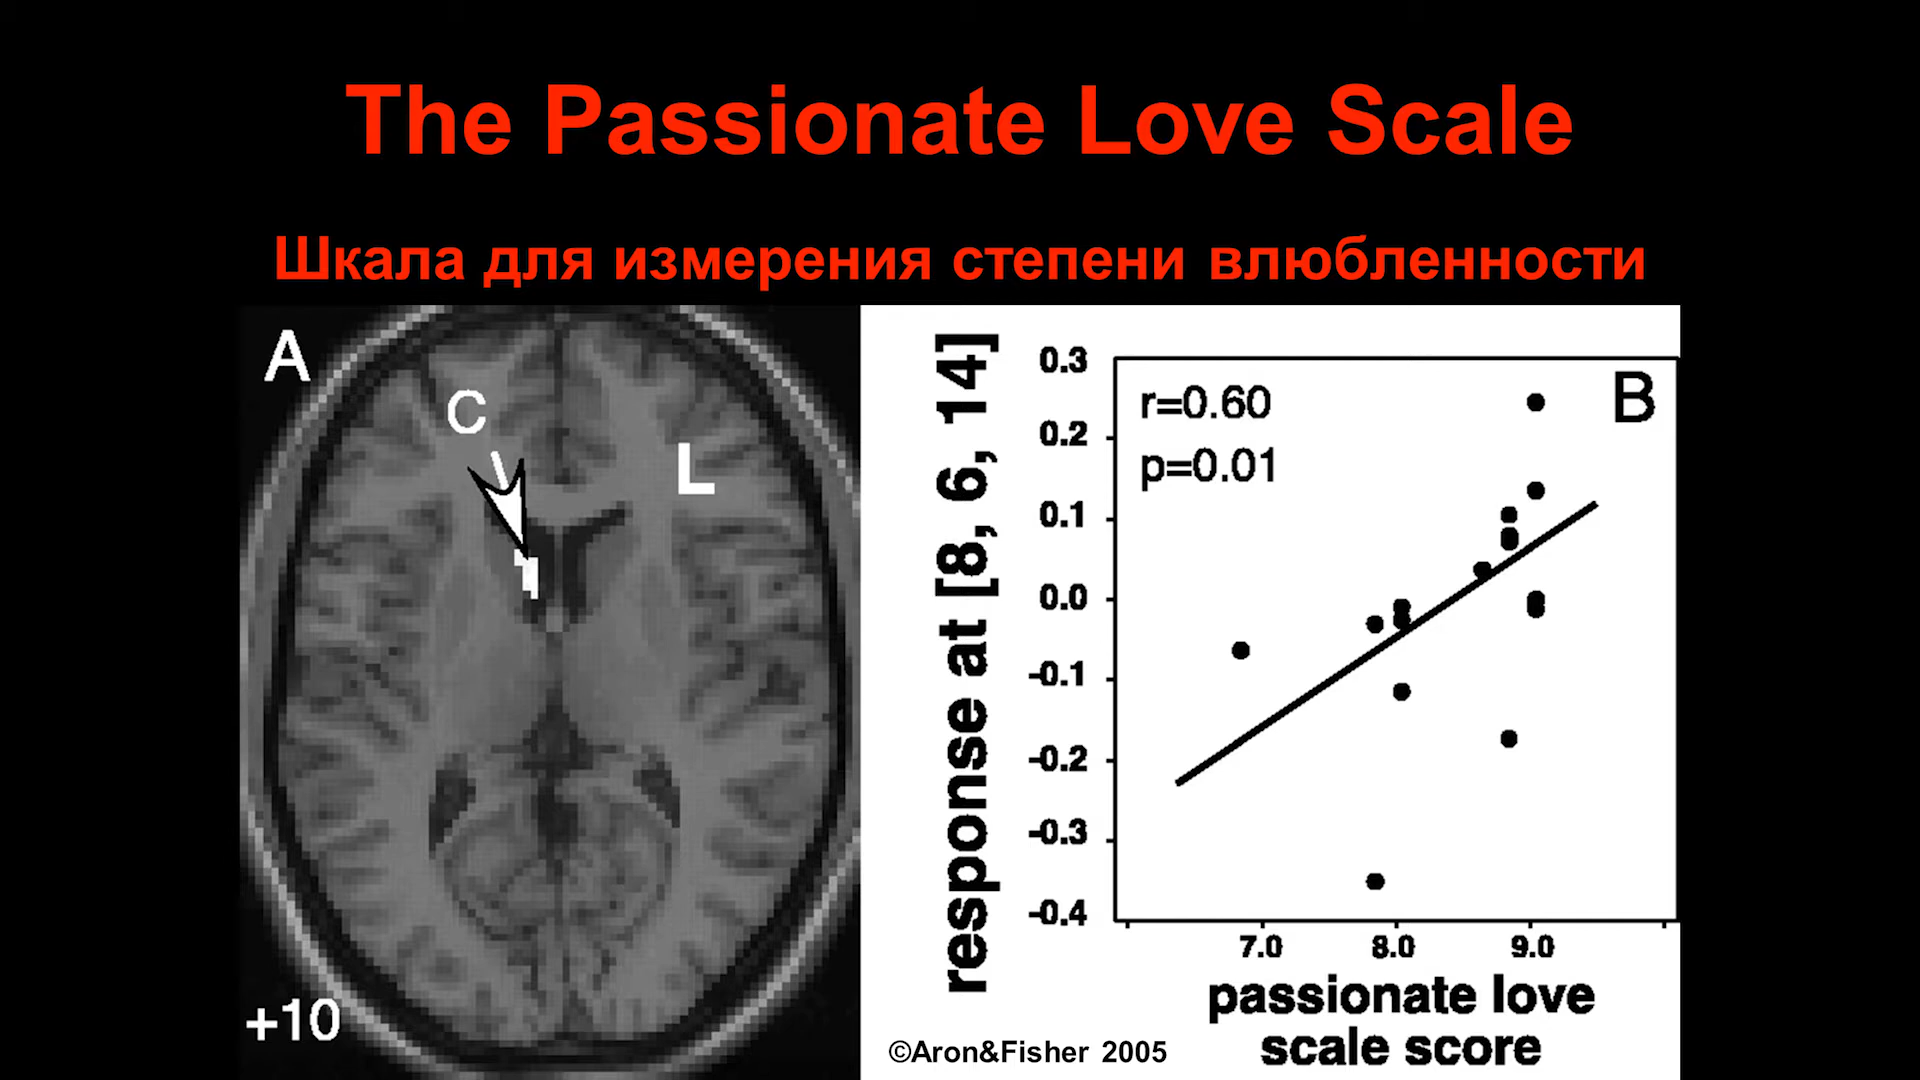 The Passionate Love Scale
Шкала для измерения степени влюбленности
A
C
L
+10
response at [8, 6, 14]
0.3
0.2
0.1
0.0
-0.1
-0.2
-0.3
-0.4
r=0.60
p=0.01
B
7.0 8.0 9.0
passionate love
scale score
©Aron&Fisher 2005